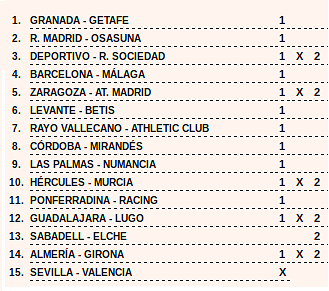 1. GRANADA - GETAFE 1
2. R. MADRID - OSASUNA 1
3. DEPORTIVO - R. SOCIEDAD 1 X 2
4. BARCELONA - MÁLAGA 1
5. ZARAGOZA - AT. MADRID 1 X 2
6. LEVANTE - BETIS 1
7. RAYO VALLECANO - ATHLETIC CLUB 1
8. CÓRDOBA - MIRANDÉS 1
9. LAS PALMAS - NUMANCIA 1
10. HÉRCULES - MURCIA 1 X 2
11. PONFERRADINA - RACING 1
12. GUADALAJARA - LUGO 1 X 2
13. SABADELL - ELCHE 2
14. ALMERÍA - GIRONA 1 X 2
15. SEVILLA - VALENCIA X